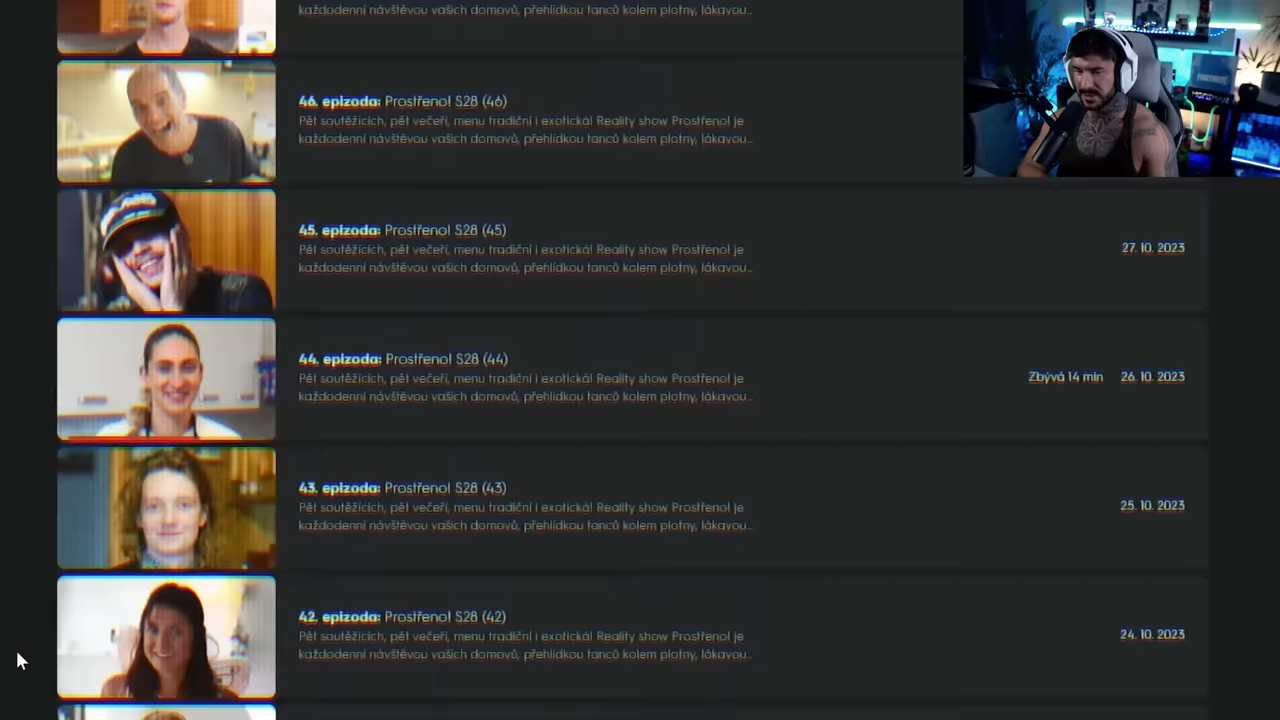 každodenní návštěvou vašich domovů, přehlídkou tanců kolem plotny, lákavou...
46. epizoda: Prostřeno! S28 (46)
Pět soutěžících, pět večeří, menu tradiční i exotická! Reality show Prostřeno! je
každodenní návštěvou vašich domovů, přehlídkou tanců kolem plotny, lákavou...
45. epizoda: Prostřeno! S28 (45)
27. 10. 2023
Pět soutěžících, pět večeří, menu tradiční i exotická! Reality show Prostřeno! je
každodenní návštěvou vašich domovů, přehlídkou tanců kolem plotny, lákavou...
44. epizoda: Prostřeno! S28 (44)
Zbývá 14 min 26. 10. 2023
Pět soutěžících, pět večeří, menu tradiční i exotická! Reality show Prostřeno! je
každodenní návštěvou vašich domovů, přehlídkou tanců kolem plotny, lákavou...
43. epizoda: Prostřeno! S28 (43)
25. 10. 2023
Pět soutěžících, pět večeří, menu tradiční i exotická! Reality show Prostřeno! je
každodenní návštěvou vašich domovů, přehlídkou tanců kolem plotny, lákavou...
42. epizoda: Prostřeno! S28 (42)
24. 10. 2023
Pět soutěžících, pět večeří, menu tradiční i exotická! Reality show Prostřeno! je
každodenní návštěvou vašich domovů, přehlídkou tanců kolem plotny, lákavou...